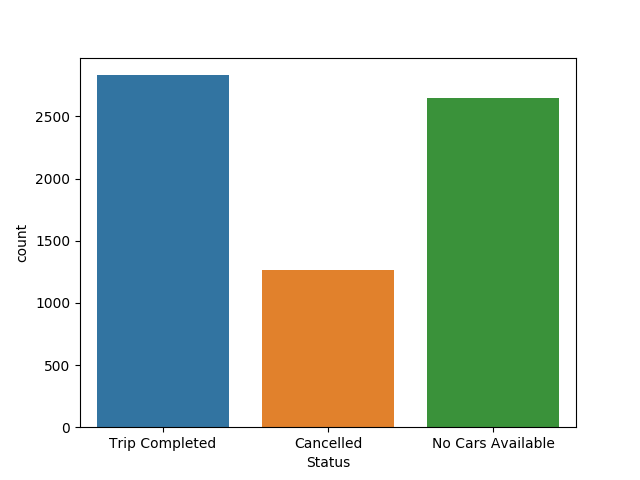 2500
2000
1500
1000
500
0
count
Trip Completed
Cancelled
No Cars Available
Status